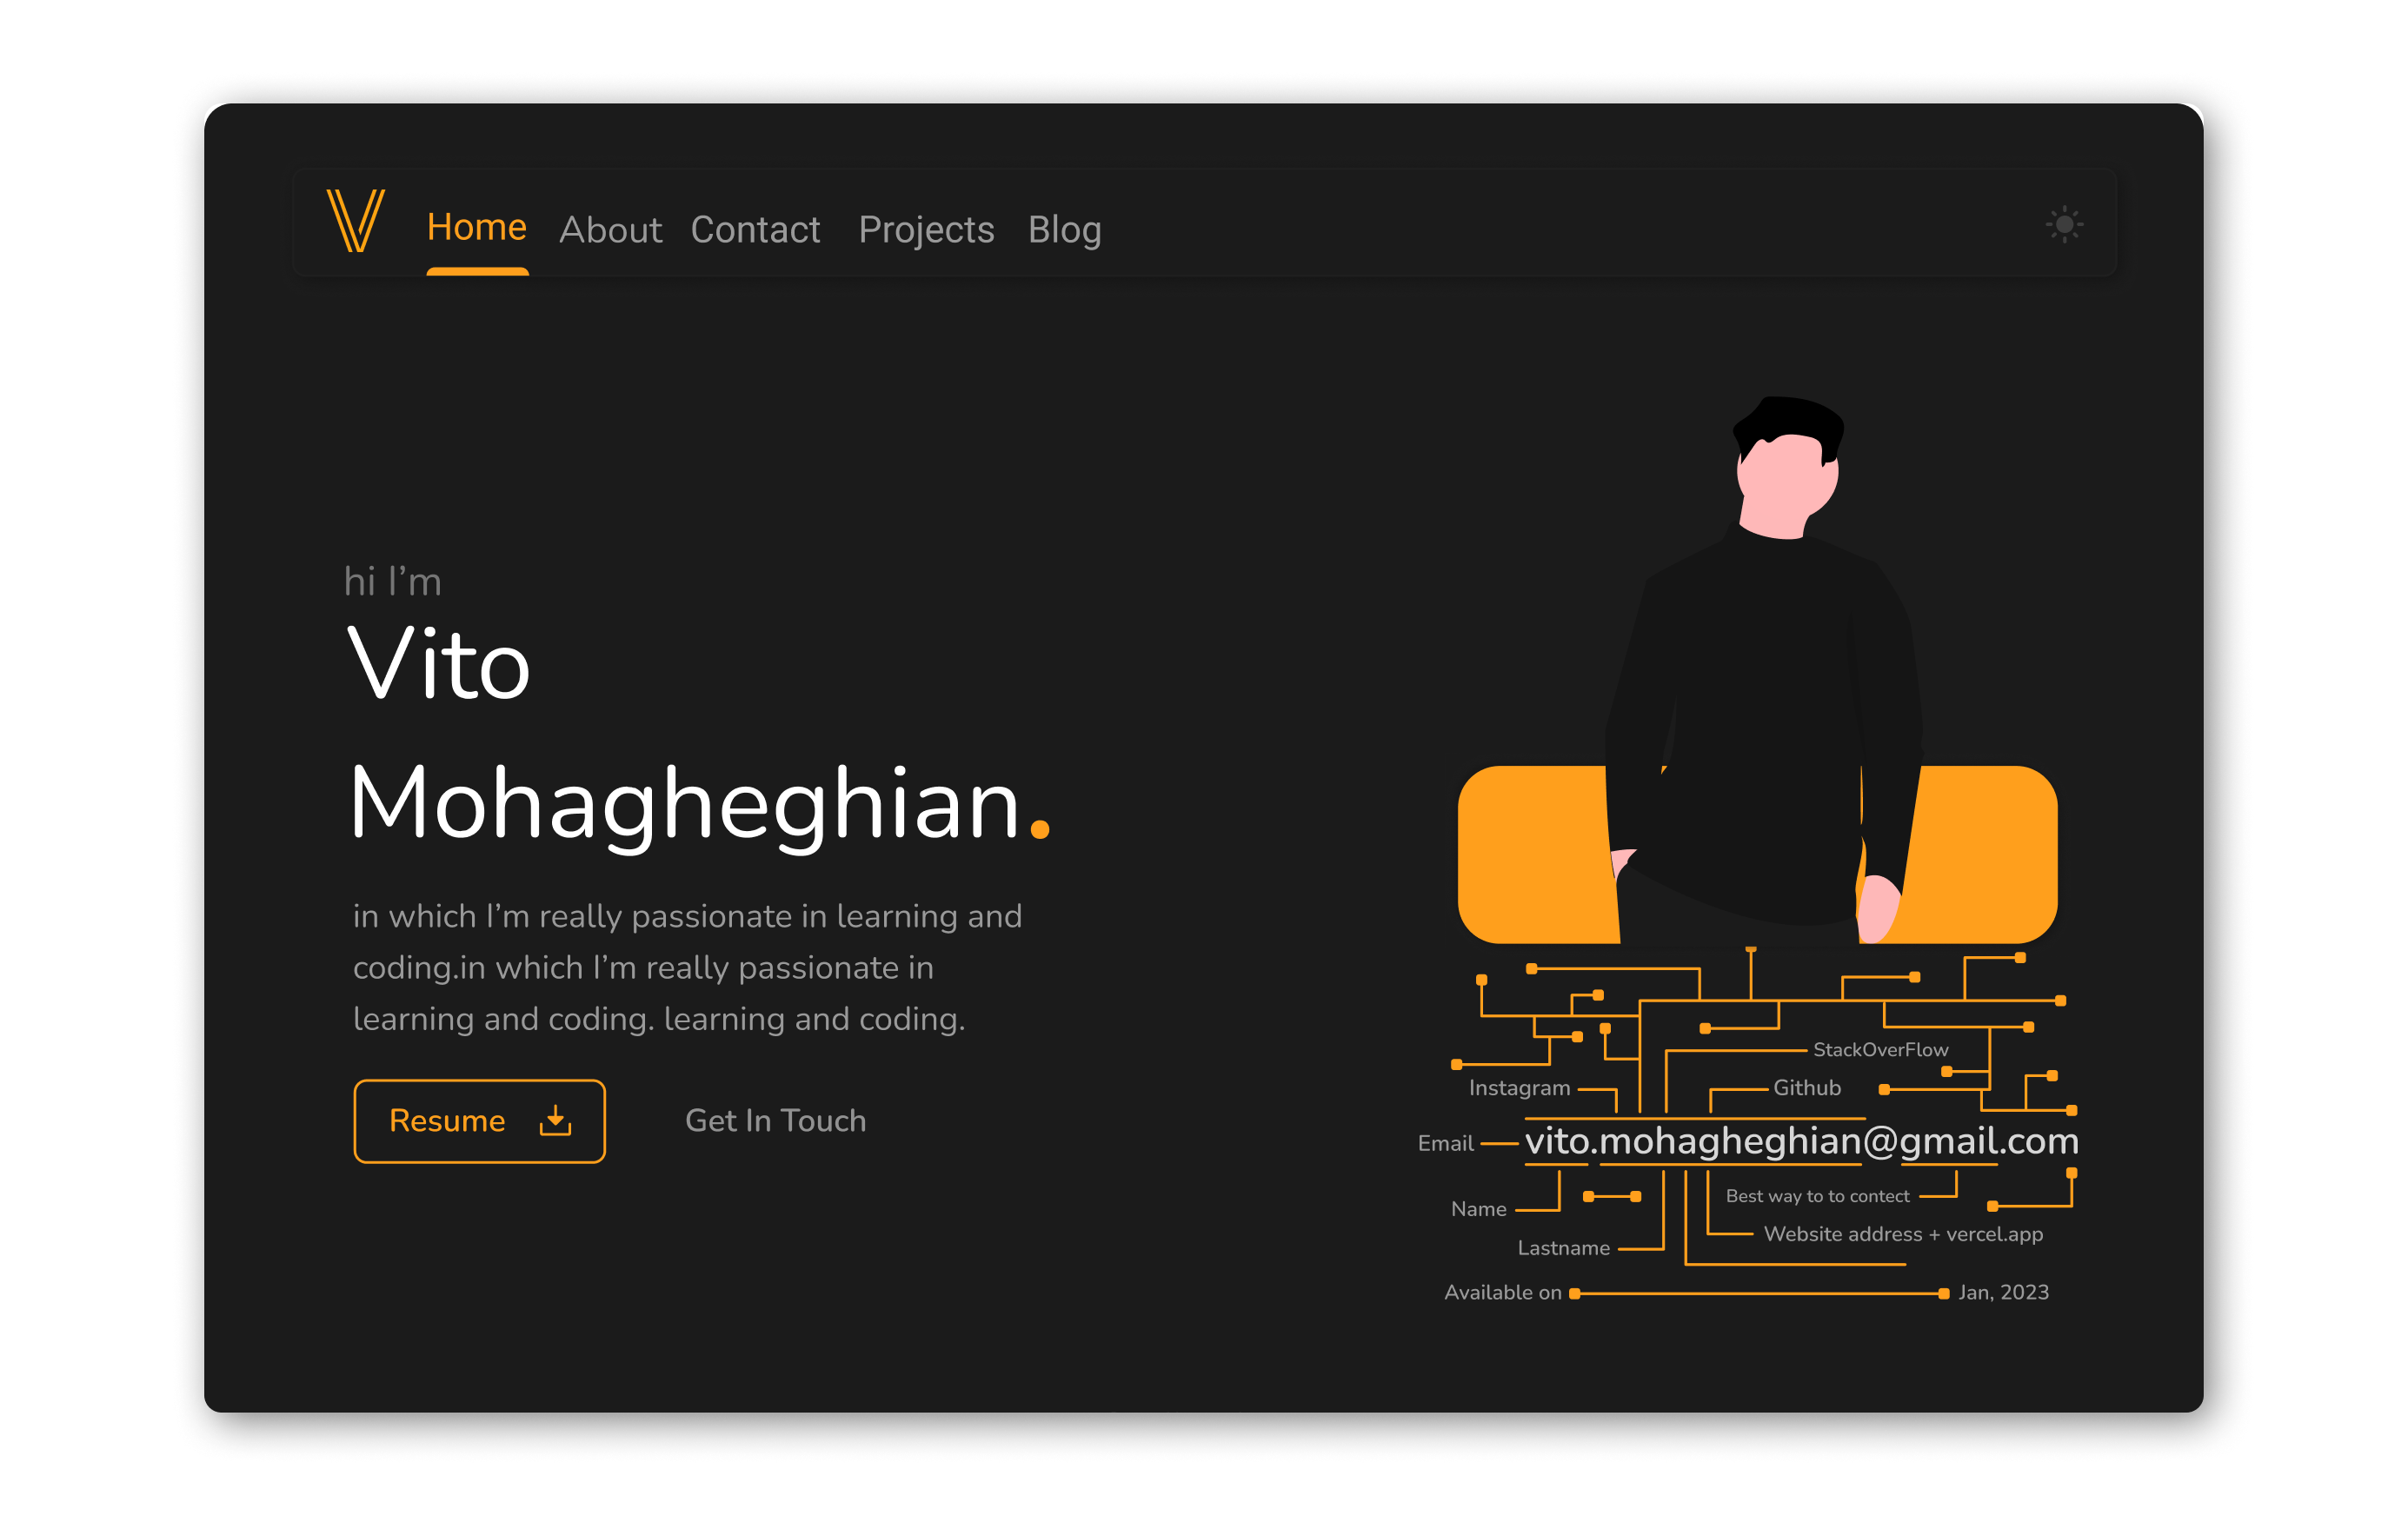 V Home About Contact Projects Blog
hi I'm
Vito
Mohagheghian.
in which I'm really passionate in learning and
coding.in which I'm really passionate in
learning and coding. learning and coding.
Resume
Get In Touch
StackOverFlow
Instagram
Github
Email
vito.mohagheghian@gmail.com
Best way to to contect
Name
Website address + vercel.app
Lastname
Available on
Jan, 2023